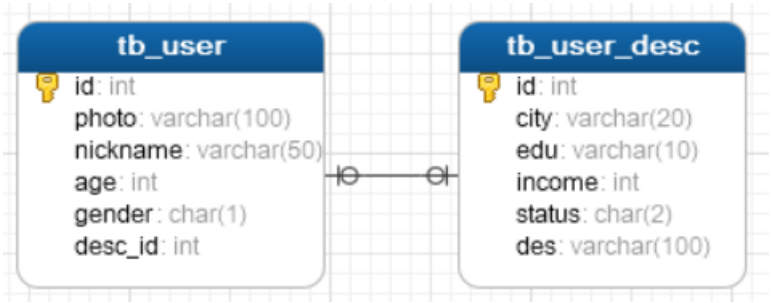 tb_user
id: int
photo: varchar(100)
nickname: varchar(50)
age: int
gender: char(1)
desc_id: int
tb_user_desc
id: int
city: varchar(20)
edu: varchar(10)
income: int
status: char(2)
des: varchar(100)